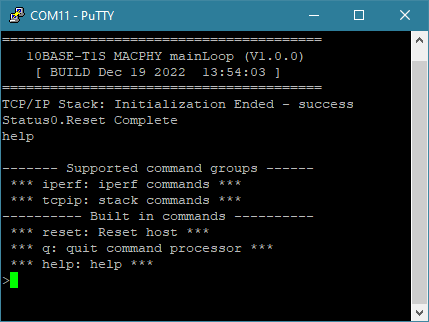 COM11 - PuTTY
========================================
10BASE-T1S MACPHY mainLoop (V1.0.0)
[ BUILD Dec 19 2022  13:54:03 ]
========================================
TCP/IP Stack: Initialization Ended - success
Status0.Reset Complete
help
------- Supported command groups ------
*** iperf: iperf commands ***
*** tcpip: stack commands ***
---------- Built in commands ----------
*** reset: Reset host ***
*** q: quit command processor ***
*** help: help ***
>